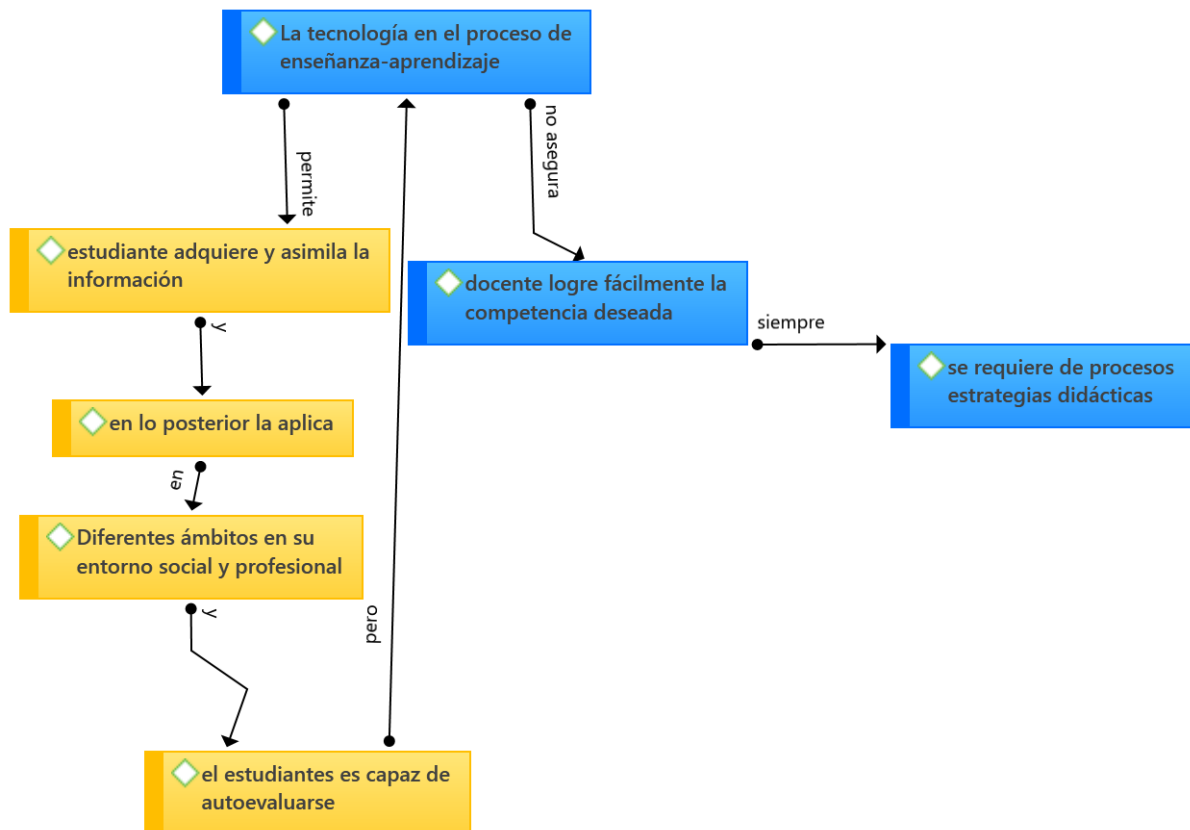 La tecnología en el proceso de
enseñanza-aprendizaje
permite
no asegura
estudiante adquiere y asimila la
información
docente logre fácilmente la
competencia deseada
siempre
se requiere de procesos
estrategias didácticas
y
en lo posterior la aplica
en
Diferentes ámbitos en su
entorno social y profesional
y
pero
el estudiantes es capaz de
autoevaluarse